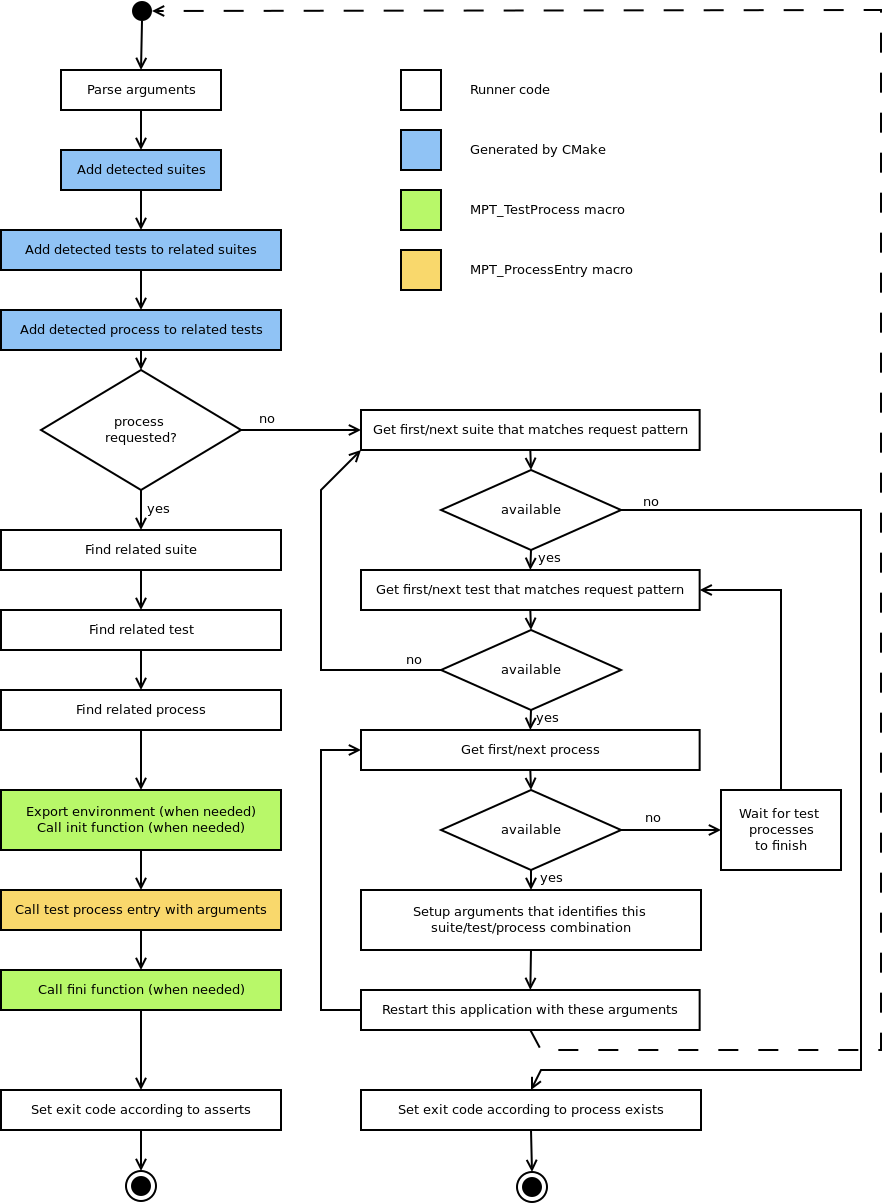 Parse arguments
Runner code
Add detected suites
Generated by CMake
Add detected tests to related suites
MPT_TestProcess macro
MPT_ProcessEntry macro
Add detected process to related tests
process
requested?
no
yes
Get first/next suite that matches request pattern
available
no
yes
Find related suite
Get first/next test that matches request pattern
Find related test
available
no
yes
Find related process
Get first/next process
Export environment (when needed)
Call init function (when needed)
available
no
yes
Wait for test
processes
to finish
Call test process entry with arguments
Setup arguments that identifies this
suite/test/process combination
Call fini function (when needed)
Restart this application with these arguments
Set exit code according to asserts
Set exit code according to process exists